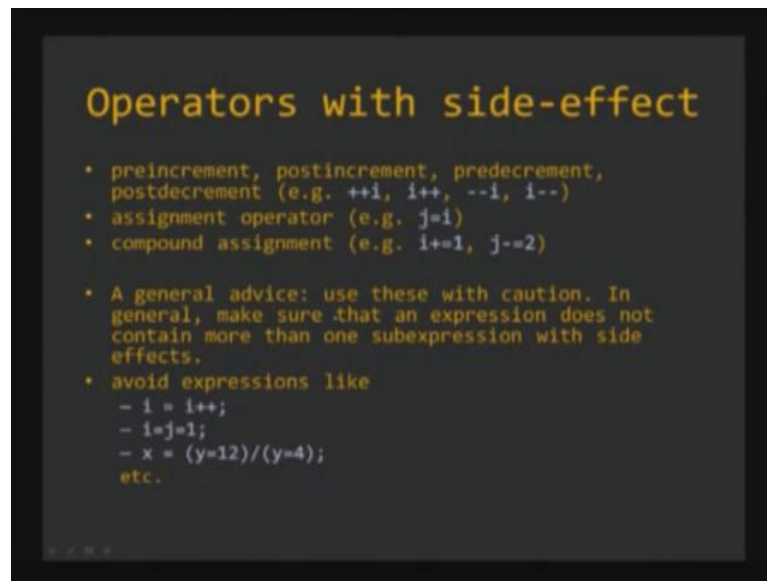 Operators with side-effect
• preincrement, postincrement, predecrement,
postdecrement (e.g. ++i, i++, --i, i--)
• assignment operator (e.g. j=i)
• compound assignment (e.g. i+=1, j-=2)
• A general advice: use these with caution. In
general, make sure that an expression does not
contain more than one subexpression with side
effects.
• avoid expressions like
– i = i++;
– i=j=1;
– x = (y=12)/(y=4);
etc.